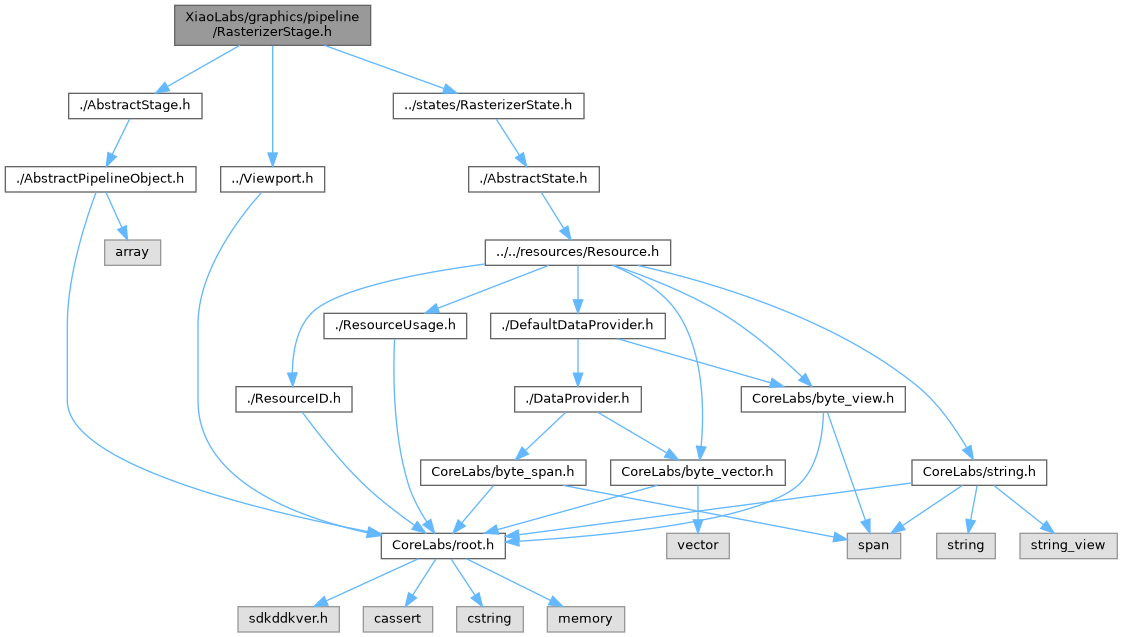 XiaoLabs/graphics/pipeline
/RasterizerStage.h
./AbstractStage.h
../states/RasterizerState.h
./AbstractPipelineObject.h
../Viewport.h
./AbstractState.h
array
../../resources/Resource.h
./ResourceUsage.h
./DefaultDataProvider.h
./ResourceID.h
./DataProvider.h
CoreLabs/byte_view.h
CoreLabs/byte_span.h
CoreLabs/byte_vector.h
CoreLabs/string.h
CoreLabs/root.h
vector
span
string
string_view
sdkddkver.h
cassert
cstring
memory